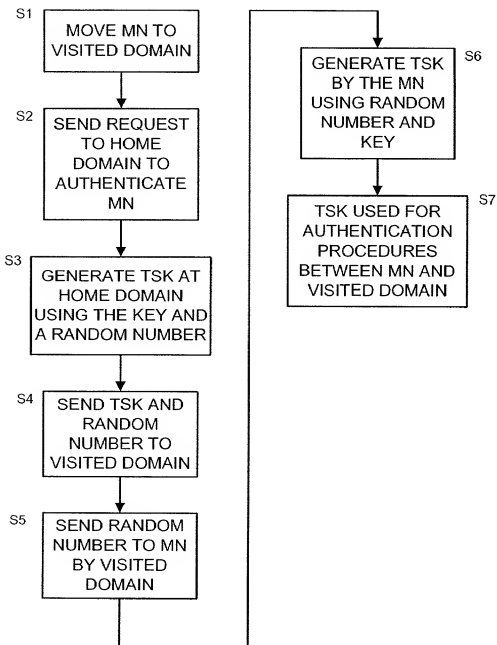 S1
MOVE MN TO
VISITED DOMAIN
S2
SEND REQUEST
TO HOME
DOMAIN TO
AUTHENTICATE
MN
S3
GENERATE TSK AT
HOME DOMAIN
USING THE KEY AND
A RANDOM NUMBER
S4
SEND TSK AND
RANDOM
NUMBER TO
VISITED DOMAIN
S5
SEND RANDOM
NUMBER TO MN
BY VISITED
DOMAIN
S6
GENERATE TSK
BY THE MN
USING RANDOM
NUMBER AND
KEY
S7
TSK USED FOR
AUTHENTICATION
PROCEDURES
BETWEEN MN AND
VISITED DOMAIN